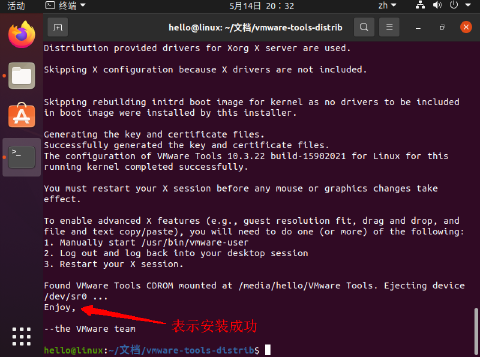 活动
终端
5月14日 20：32
zh
hello@linux: ~/文档/vmware-tools-distrib
Distribution provided drivers for Xorg X server are used.
Skipping X configuration because X drivers are not included.
Skipping rebuilding initrd boot image for kernel as no drivers to be included
in boot image were installed by this installer.
Generating the key and certificate files.
Successfully generated the key and certificate files.
The configuration of VMware Tools 10.3.22 build-15902021 for Linux for this
running kernel completed successfully.
You must restart your X session before any mouse or graphics changes take
effect.
To enable advanced X features (e.g., guest resolution fit, drag and drop, and
file and text copy/paste), you will need to do one (or more) of the following:
1. Manually start /usr/bin/vmware-user
2. Log out and log back into your desktop session
3. Restart your X session.
Found VMware Tools CDROM mounted at /media/hello/VMware Tools. Ejecting device
/dev/sr0 ...
Enjoy,
表示安装成功
--the VMware team
hello@linux:~/文档/vmware-tools-distrib$